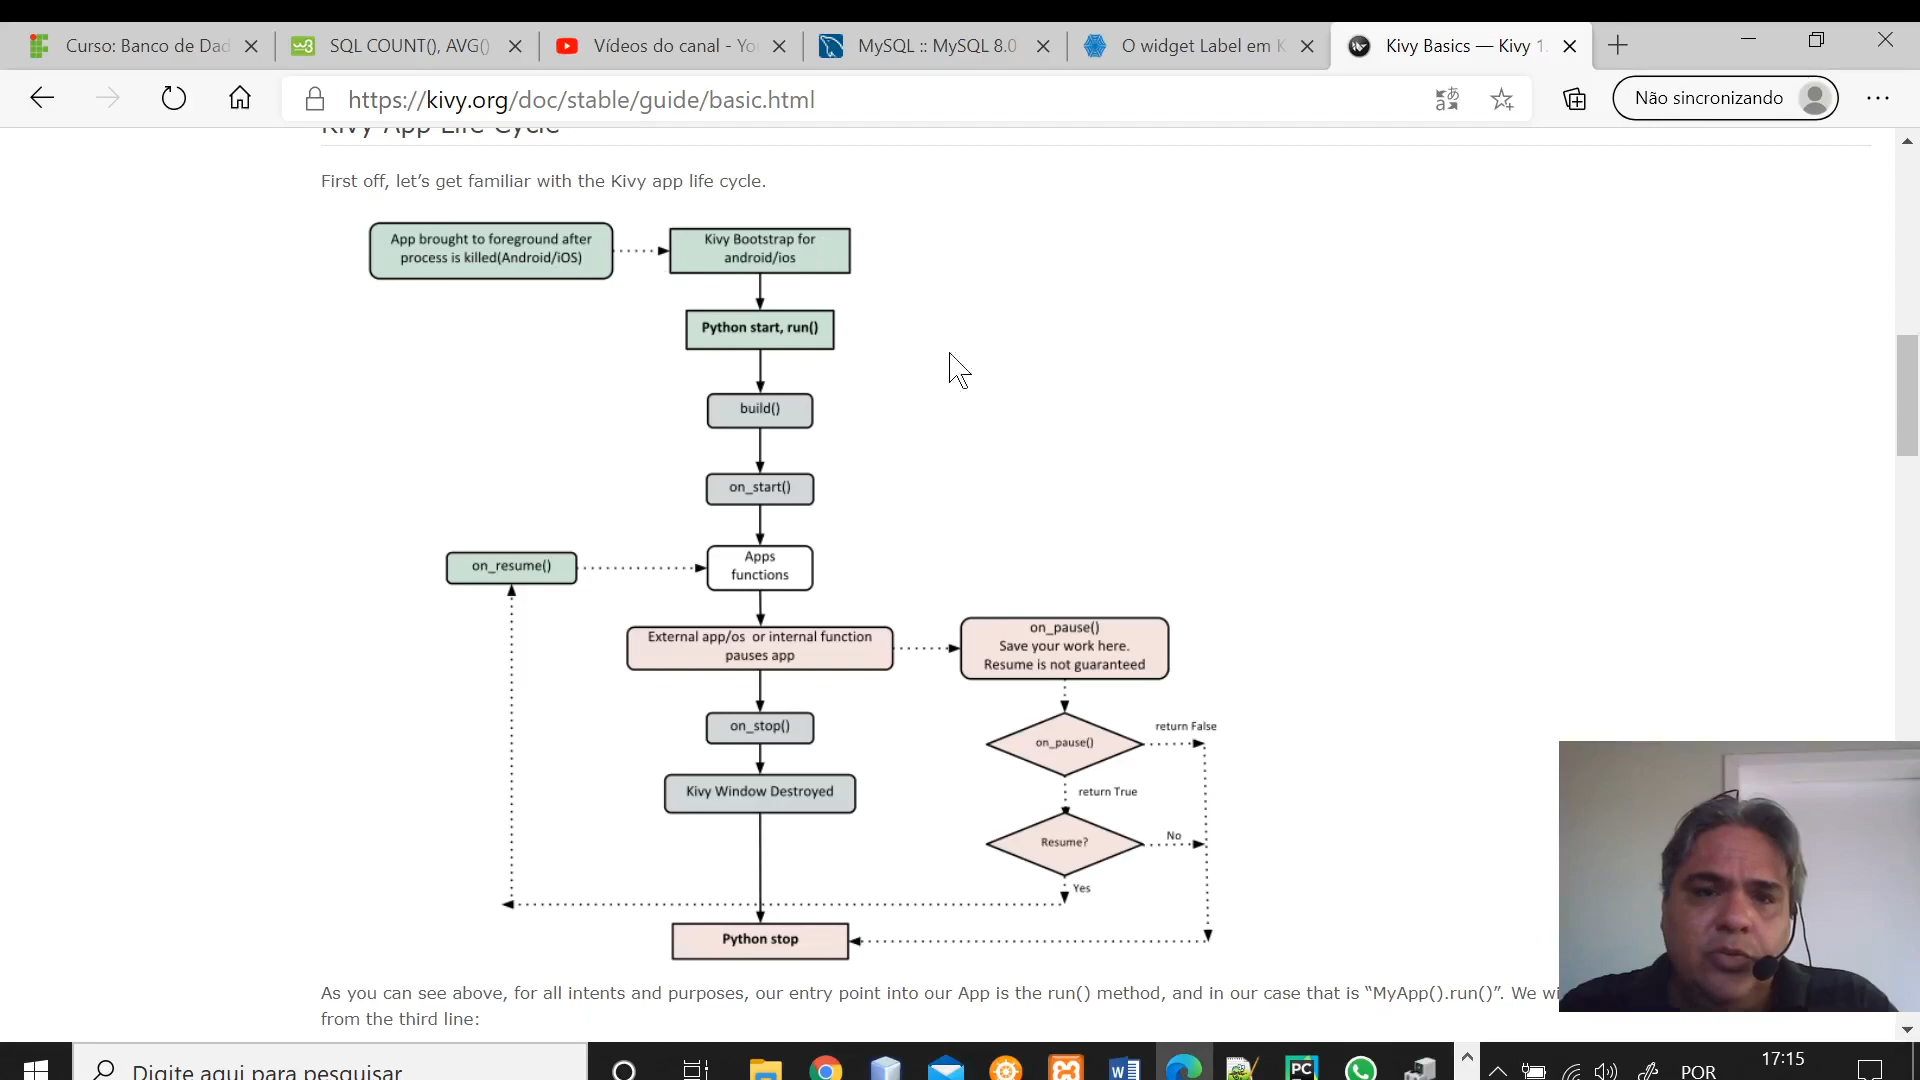 Curso: Banco de Dad
SQL COUNT(), AVG()
Vídeos do canal - You
MySQL :: MySQL 8.0
O widget Label em K
Kivy Basics — Kivy 1.
https://kivy.org/doc/stable/guide/basic.html
Não sincronizando
Kivy App Life Cycle
First off, let’s get familiar with the Kivy app life cycle.
App brought to foreground after
process is killed(Android/iOS)
Kivy Bootstrap for
android/ios
Python start, run()
build()
on_start()
on_resume()
Apps
functions
External app/os or internal function
pauses app
on_pause()
Save your work here.
Resume is not guaranteed
on_stop()
on_pause()
return False
Kivy Window Destroyed
return True
Resume?
No
Yes
Python stop
As you can see above, for all intents and purposes, our entry point into our App is the run() method, and in our case that is “MyApp().run()”. We wi
from the third line:
Digite aqui para pesquisar
PC
POR
17:15